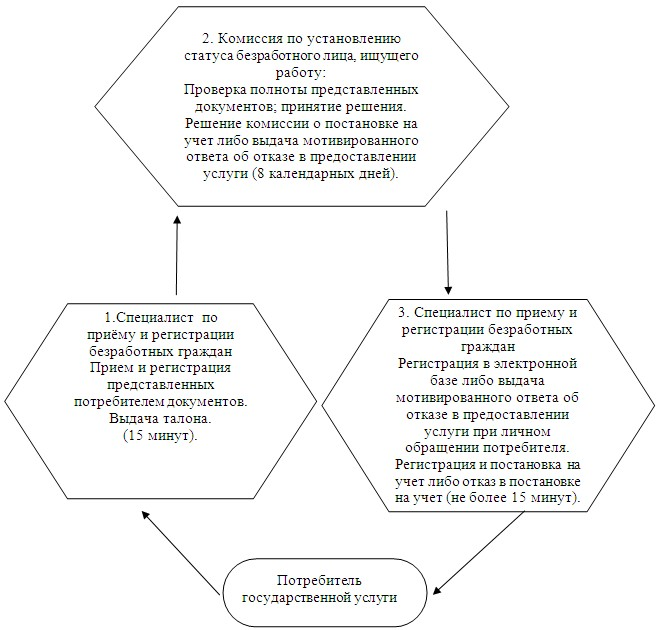 2. Комиссия по установлению
статуса безработного лица, ищущего
работу:
Проверка полноты представленных
документов; принятие решения.
Решение комиссии о постановке на
учет либо выдача мотивированного
ответа об отказе в предоставлении
услуги (8 календарных дней).
1.Специалист по
приёму и регистрации
безработных граждан
Прием и регистрация
представленных
потребителем документов.
Выдача талона.
(15 минут).
3. Специалист по приему и
регистрации безработных
граждан
Регистрация в электронной
базе либо выдача
мотивированного ответа об
отказе в предоставлении
услуги при личном
обращении потребителя.
Регистрация и постановка на
учет либо отказ в постановке
на учет (не более 15 минут).
Потребитель
государственной услуги